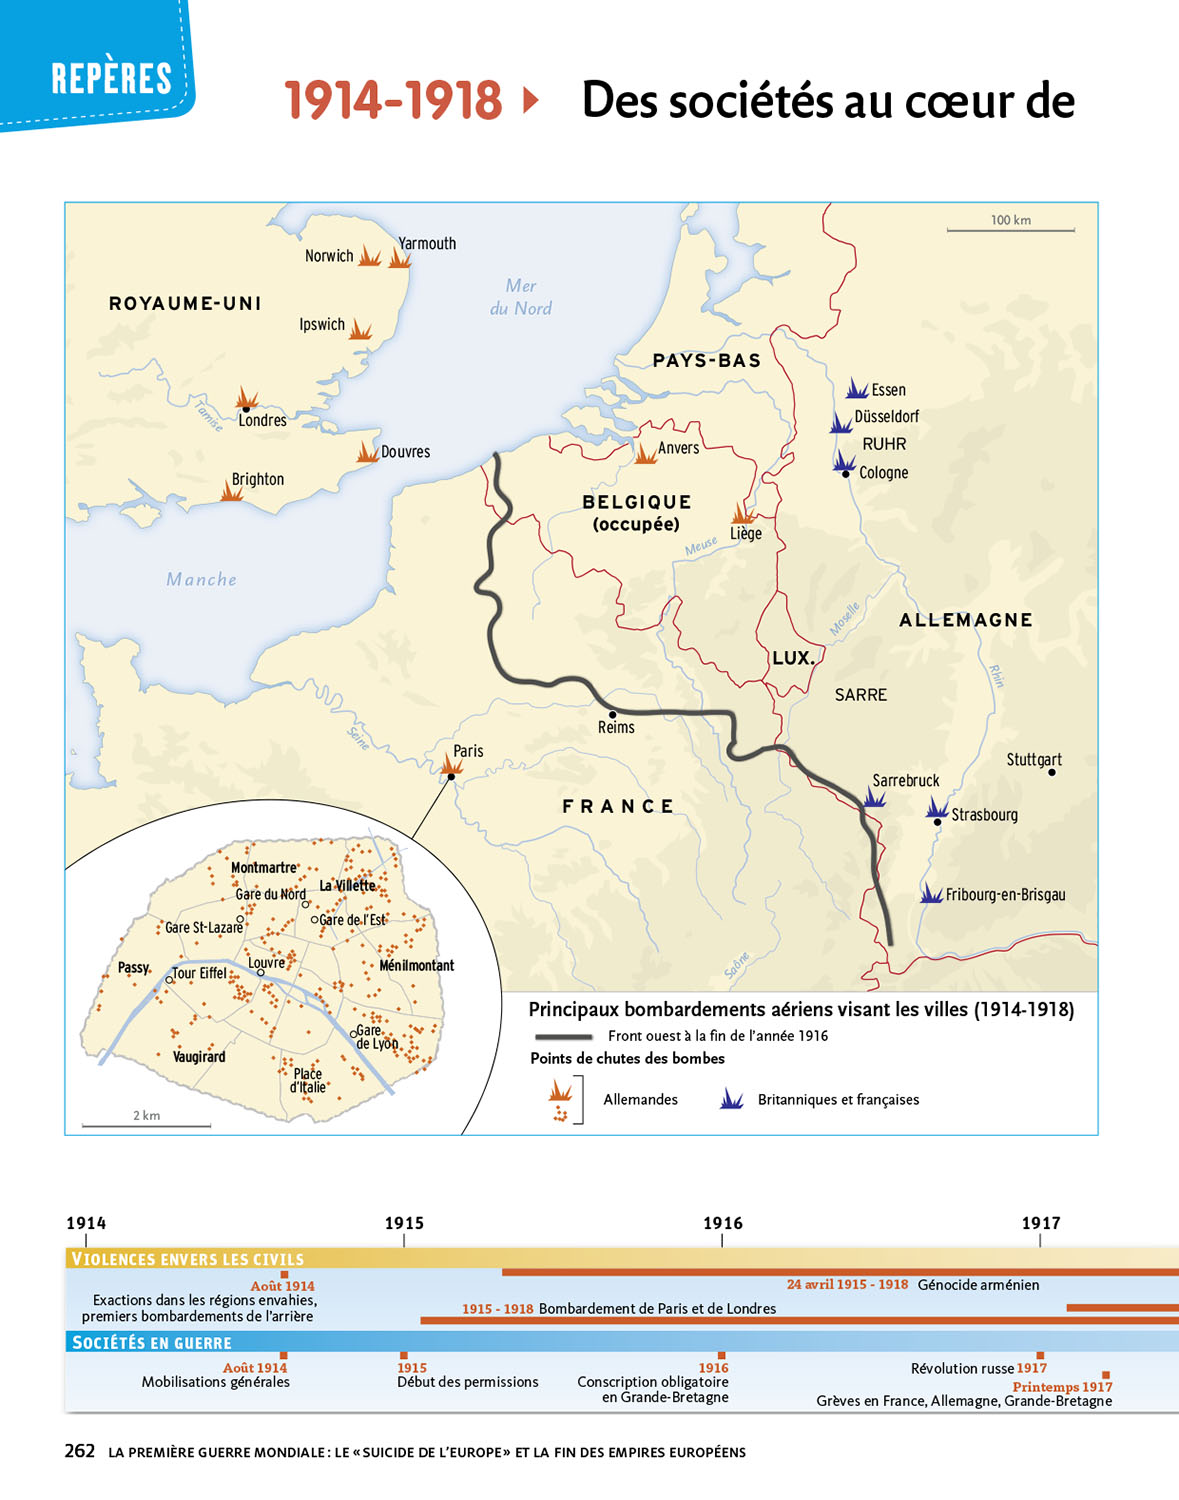 REPÈRES
1914-1918 Des sociétés au cœur de
100 km
Norwich
Yarmouth
ROYAUME-UNI
Mer
du Nord
Ipswich
PAYS-BAS
Essen
Tamise
Londres
Düsseldorf
RUHR
Douvres
Anvers
Cologne
Brighton
BELGIQUE
(occupée)
Liège
Meuse
Manche
Moselle
ALLEMAGNE
LUX.
Rhin
SARRE
Seine
Reims
Paris
Stuttgart
Sarrebruck
FRANCE
Strasbourg
Fribourg-en-Brisgau
Saône
Montmartre
La Villette
Gare du Nord
Gare St-Lazare
Gare de l'Est
Passy
Tour Eiffel
Louvre
Ménilmontant
Gare
de Lyon
Vaugirard
Place
d'Italie
2 km
Principaux bombardements aériens visant les villes (1914-1918)
Front ouest à la fin de l'année 1916
Points de chutes des bombes
Allemandes
Britanniques et françaises
1914
1915
1916
1917
VIOLENCES ENVERS LES CIVILS
Août 1914
Exactions dans les régions envahies,
premiers bombardements de l'arrière
24 avril 1915 - 1918 Génocide arménien
1915 - 1918 Bombardement de Paris et de Londres
SOCIÉTÉS EN GUERRE
Août 1914
Mobilisations générales
1915
Début des permissions
1916
Conscription obligatoire
en Grande-Bretagne
Révolution russe 1917
Printemps 1917
Grèves en France, Allemagne, Grande-Bretagne
262 LA PREMIÈRE GUERRE MONDIALE : LE « SUICIDE DE L'EUROPE » ET LA FIN DES EMPIRES EUROPÉENS